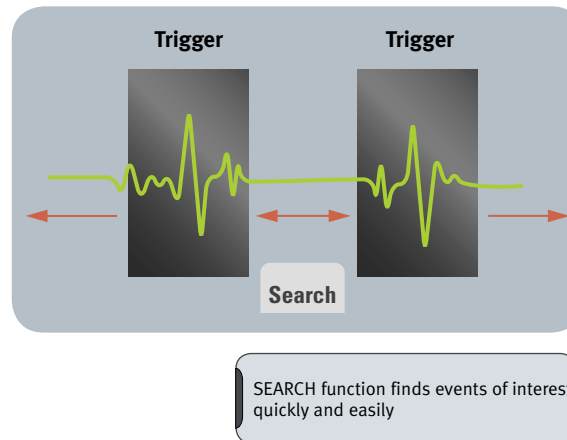 Trigger
Trigger
Search
SEARCH function finds events of interest
quickly and easily